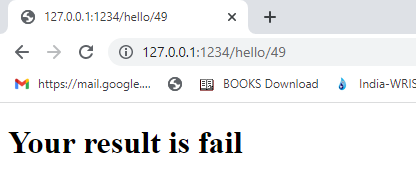 127.0.0.1:1234/hello/49
127.0.0.1:1234/hello/49
https://mail.google.... BOOKS Download India-WRIS
Your result is fail